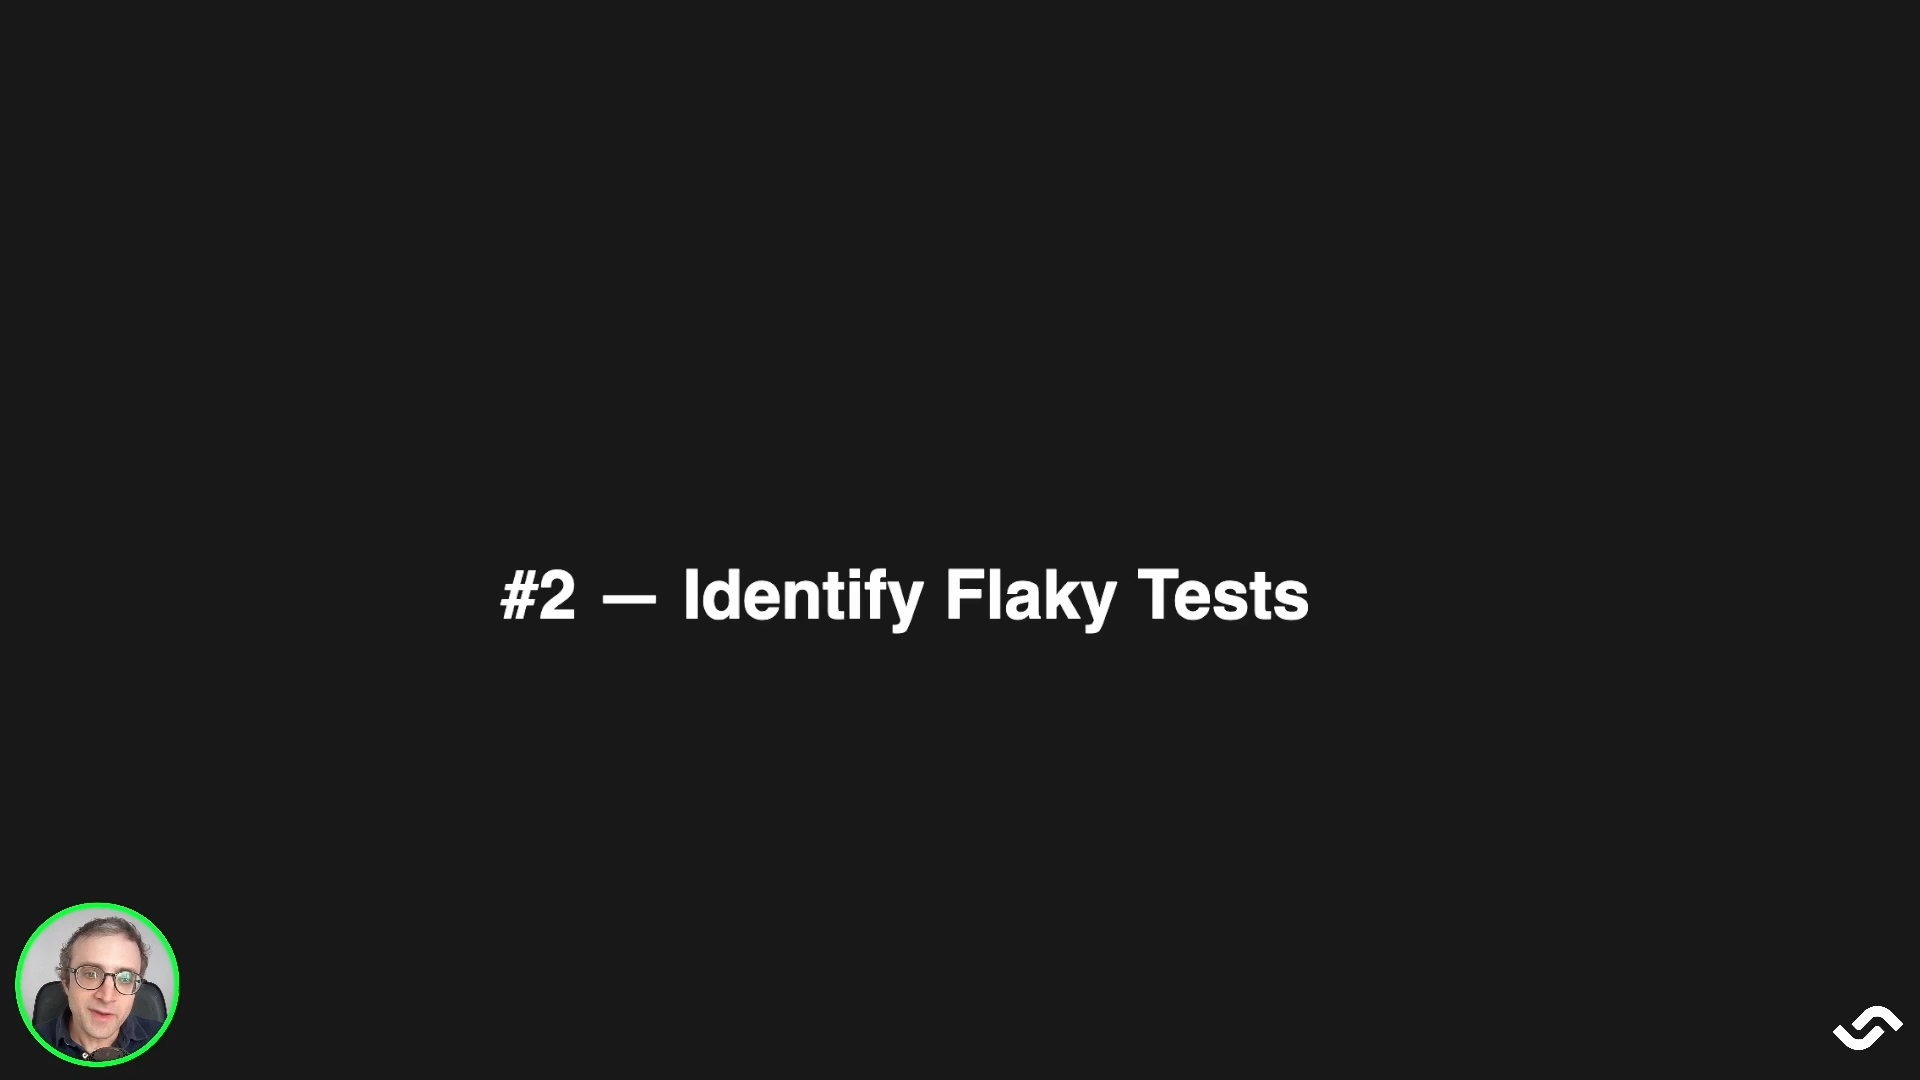 #2 — Identify Flaky Tests